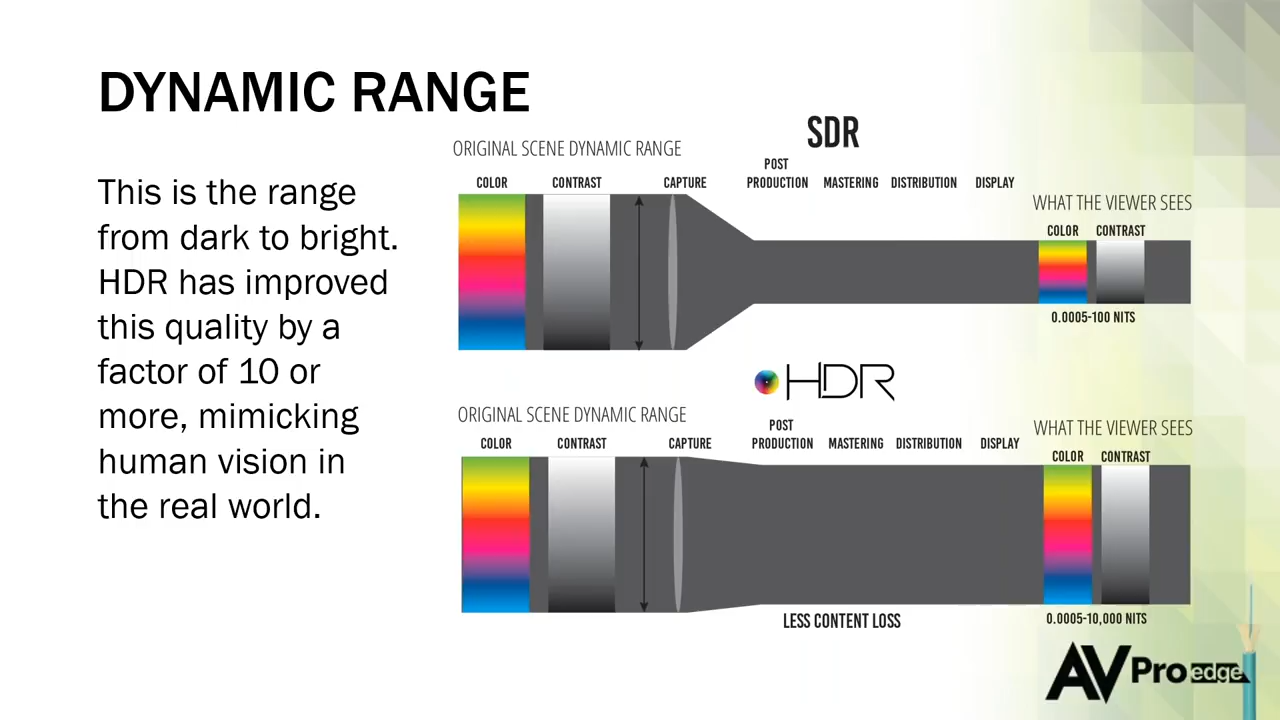 DYNAMIC RANGE
This is the range
from dark to bright.
HDR has improved
this quality by a
factor of 10 or
more, mimicking
human vision in
the real world.
SDR
ORIGINAL SCENE DYNAMIC RANGE
COLOR CONTRAST CAPTURE POST PRODUCTION MASTERING DISTRIBUTION DISPLAY
WHAT THE VIEWER SEES
COLOR CONTRAST
0.0005-100 NITS
HDR
ORIGINAL SCENE DYNAMIC RANGE
COLOR CONTRAST CAPTURE POST PRODUCTION MASTERING DISTRIBUTION DISPLAY
WHAT THE VIEWER SEES
COLOR CONTRAST
LESS CONTENT LOSS
0.0005-10,000 NITS
AVPro edge